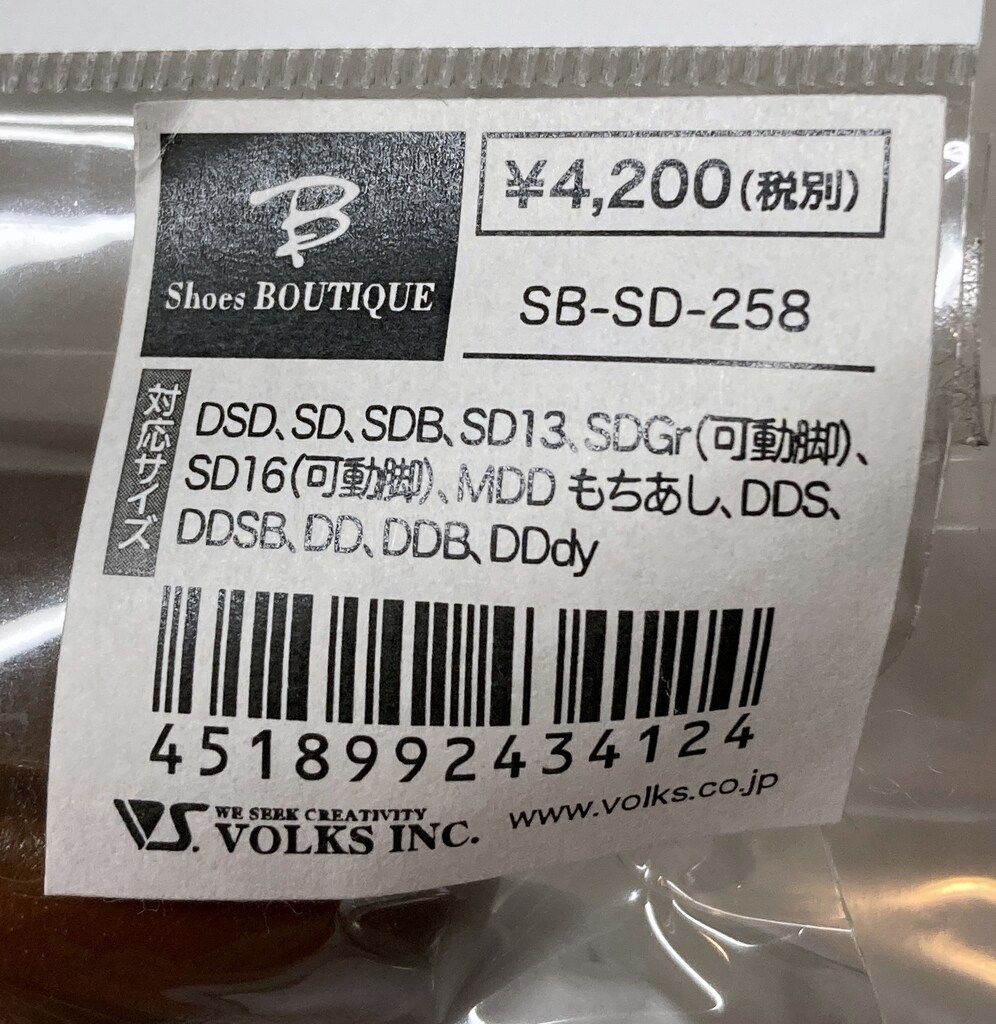 B
Shoes BOUTIQUE
¥4,200(税別)
SB-SD-258
対応サイズ
DSD、SD、SDB、SD13、SDGr(可動脚)、
SD16(可動脚)、MDD もちあし、DDS、
DDSB、DD、DDB、DDdy
4518992434124
VS. WE SEEK CREATIVITY
VOLKS INC.
www.volks.co.jp